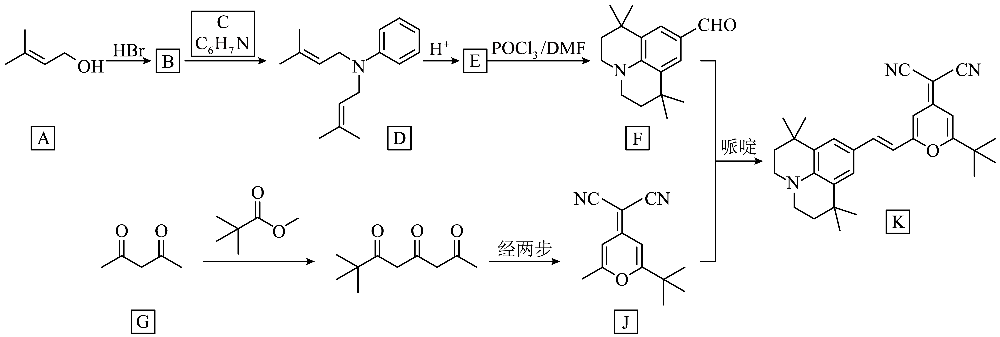 OH
A
HBr
B
C
C₆H₇N
N
D
H⁺
E
POCl₃/DMF
CHO
N
F
O O
G
O
O
O O O
经两步
NC CN
O
J
哌啶
NC CN
O
N
K